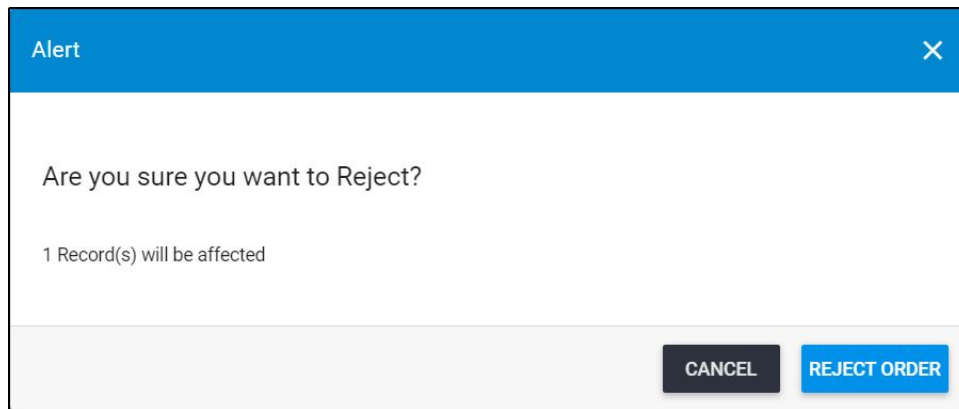 Alert
Are you sure you want to Reject?
1 Record(s) will be affected
CANCEL
REJECT ORDER